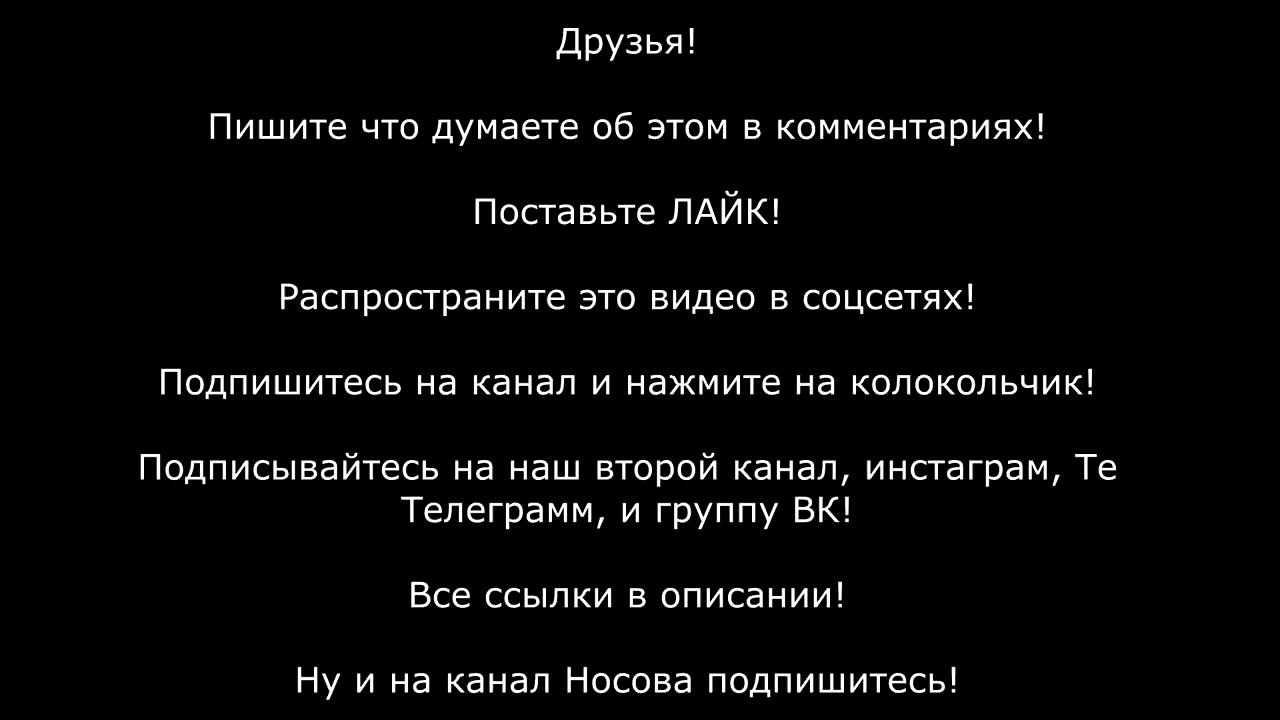 Друзья!
Пишите что думаете об этом в комментариях!
Поставьте ЛАЙК!
Распространите это видео в соцсетях!
Подпишитесь на канал и нажмите на колокольчик!
Подписывайтесь на наш второй канал, инстаграм, Те
Телеграмм, и группу ВК!
Все ссылки в описании!
Ну и на канал Носова подпишитесь!